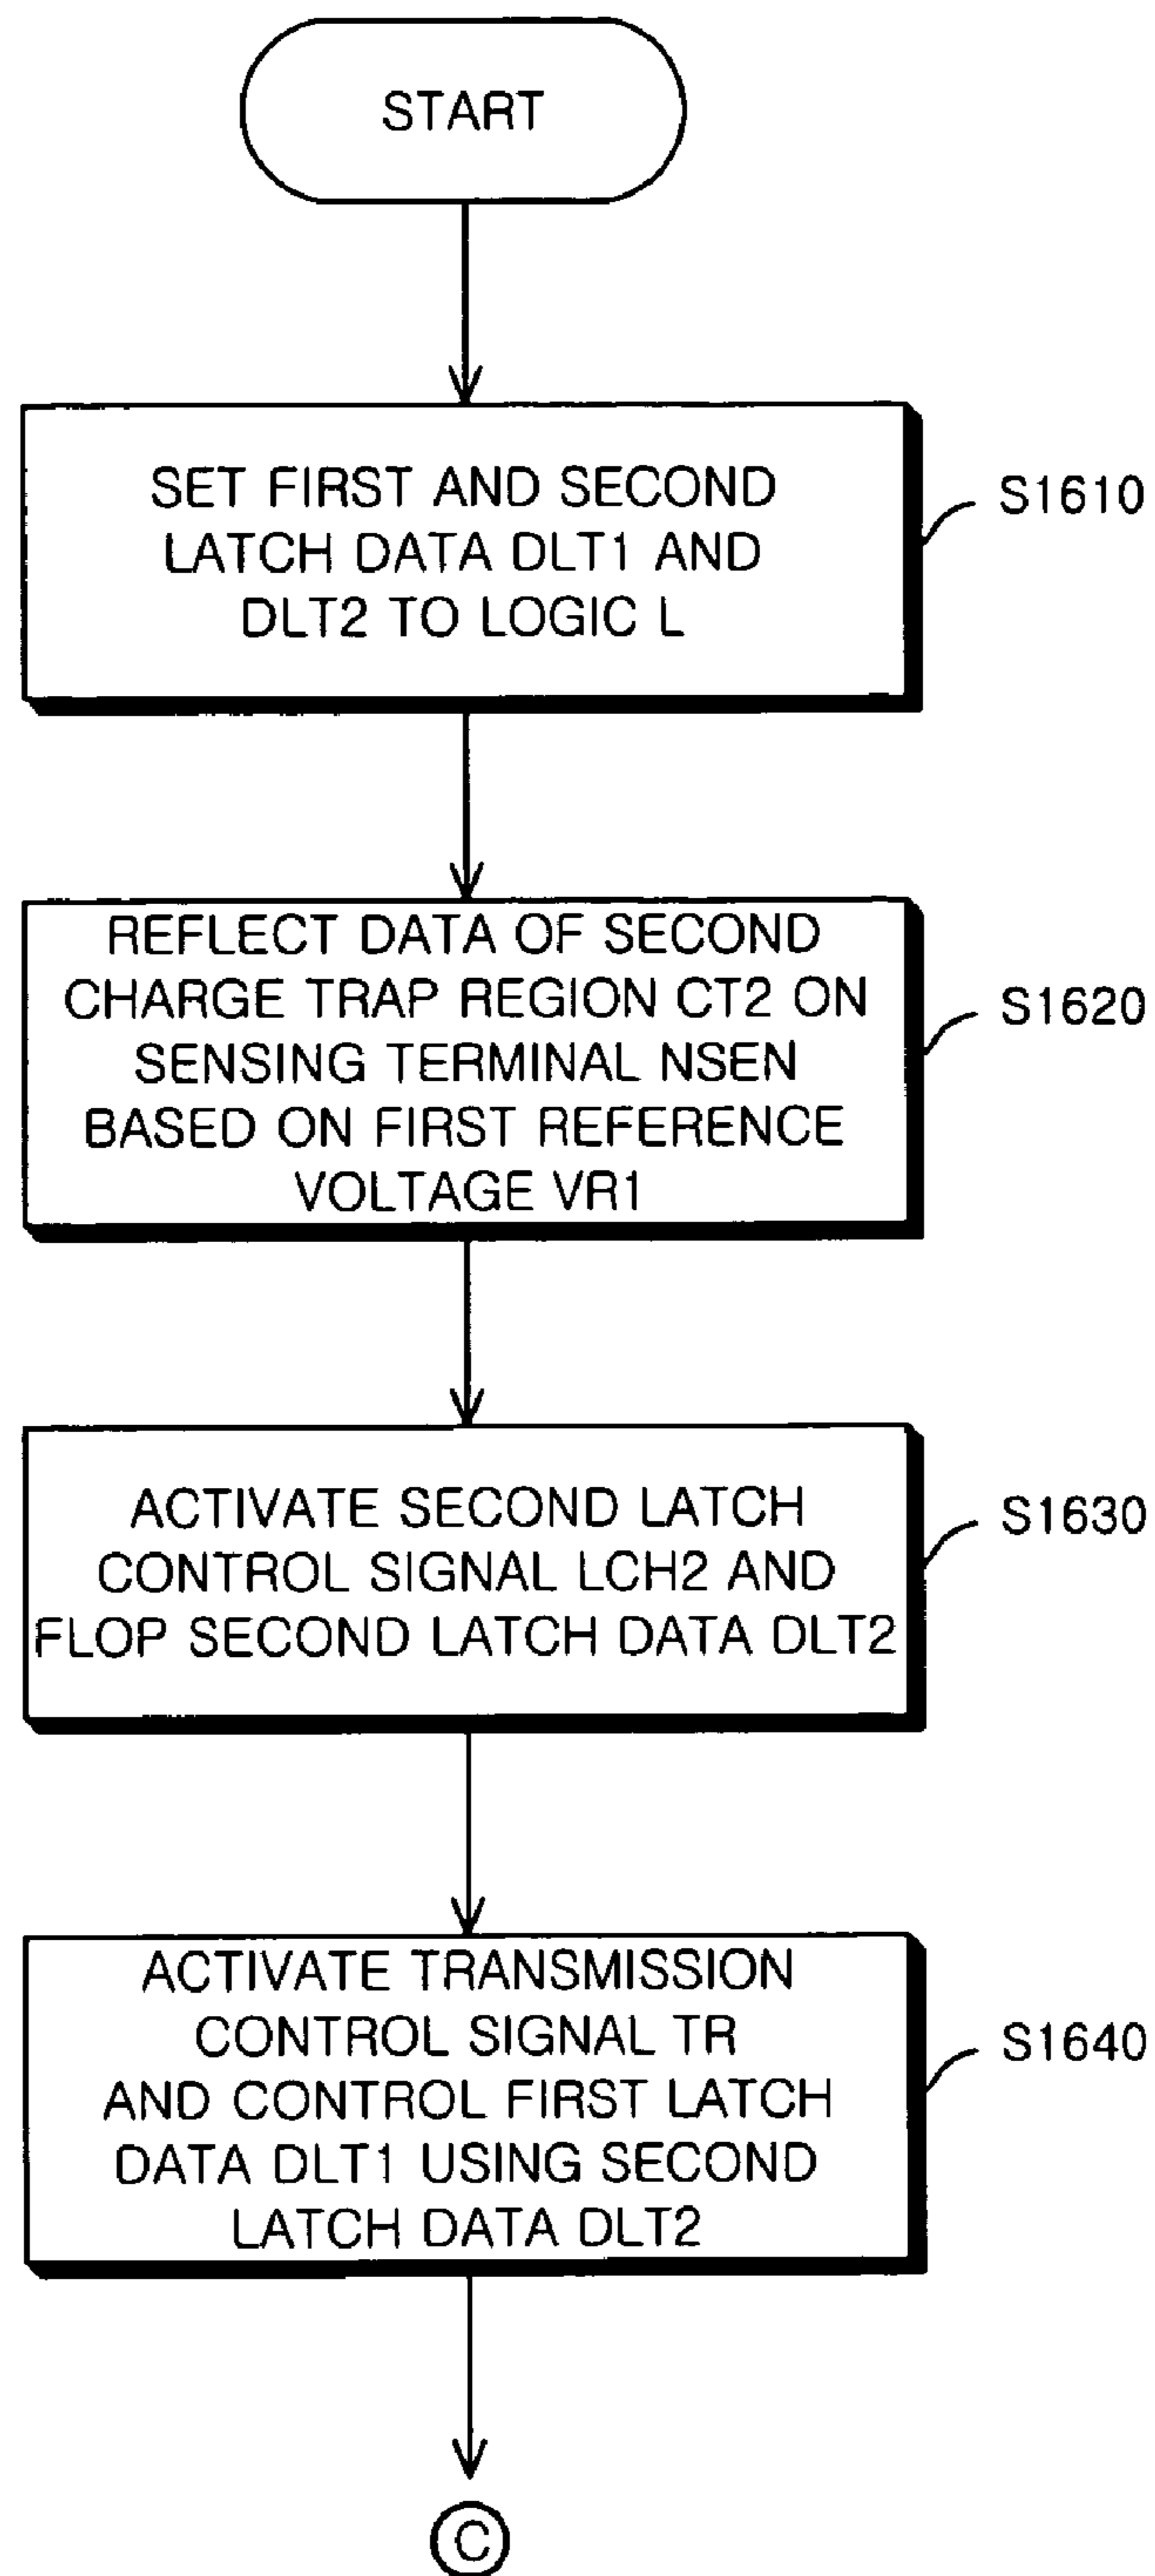 START
SET FIRST AND SECOND
LATCH DATA DLT1 AND
DLT2 TO LOGIC L
S1610
REFLECT DATA OF SECOND
CHARGE TRAP REGION CT2 ON
SENSING TERMINAL NSEN
BASED ON FIRST REFERENCE
VOLTAGE VR1
S1620
ACTIVATE SECOND LATCH
CONTROL SIGNAL LCH2 AND
FLOP SECOND LATCH DATA DLT2
S1630
ACTIVATE TRANSMISSION
CONTROL SIGNAL TR
AND CONTROL FIRST LATCH
DATA DLT1 USING SECOND
LATCH DATA DLT2
S1640
C